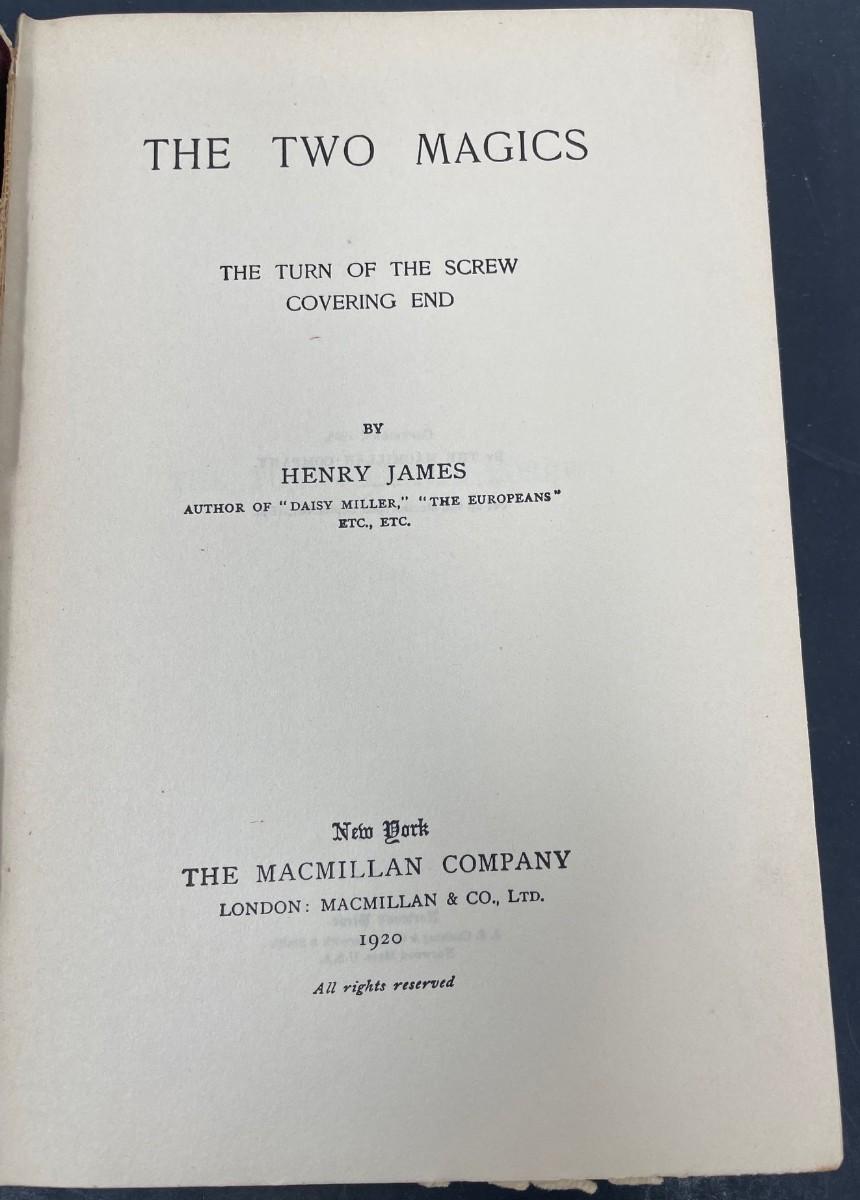 THE TWO MAGICS
THE TURN OF THE SCREW
COVERING END
BY
HENRY JAMES
AUTHOR OF "DAISY MILLER," "THE EUROPEANS"
ETC., ETC.
New York
THE MACMILLAN COMPANY
LONDON: MACMILLAN & CO., LTD.
1920
All rights reserved